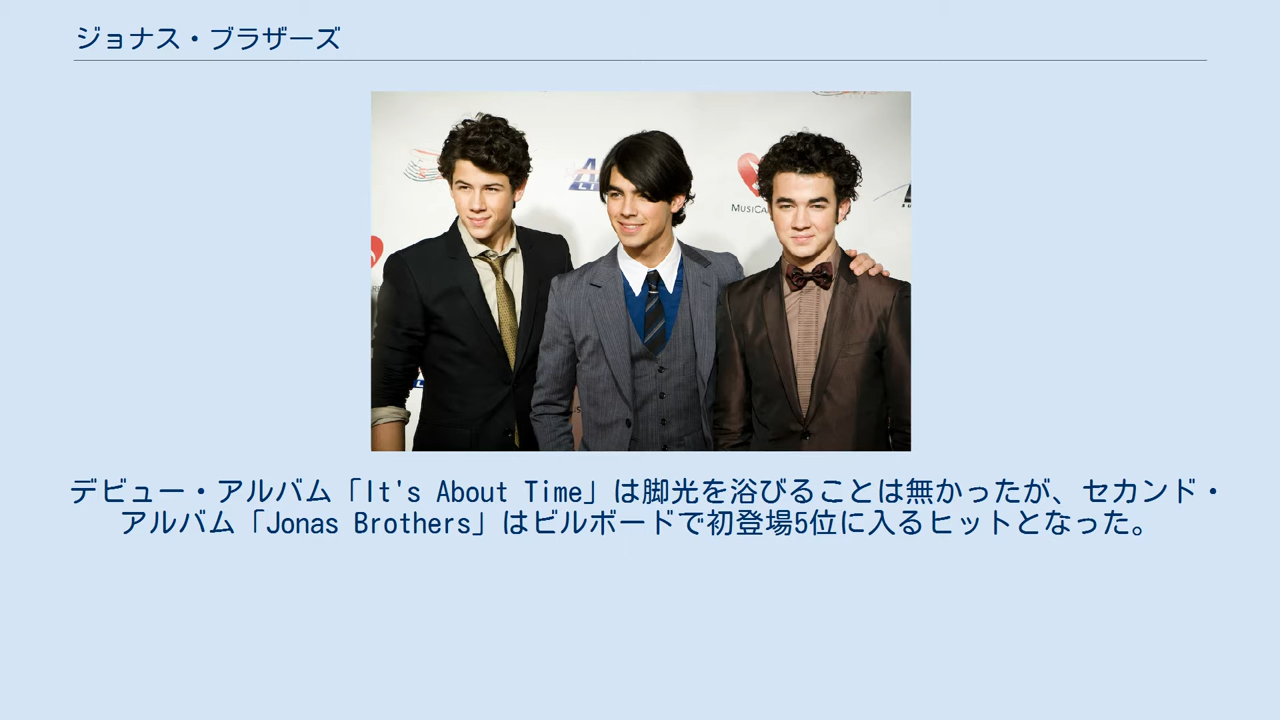 ジョナス・ブラザーズ
MUSICA
デビュー・アルバム「It's About Time」は脚光を浴びることは無かったが、セカンド・
アルバム「Jonas Brothers」はビルボードで初登場5位に入るヒットとなった。